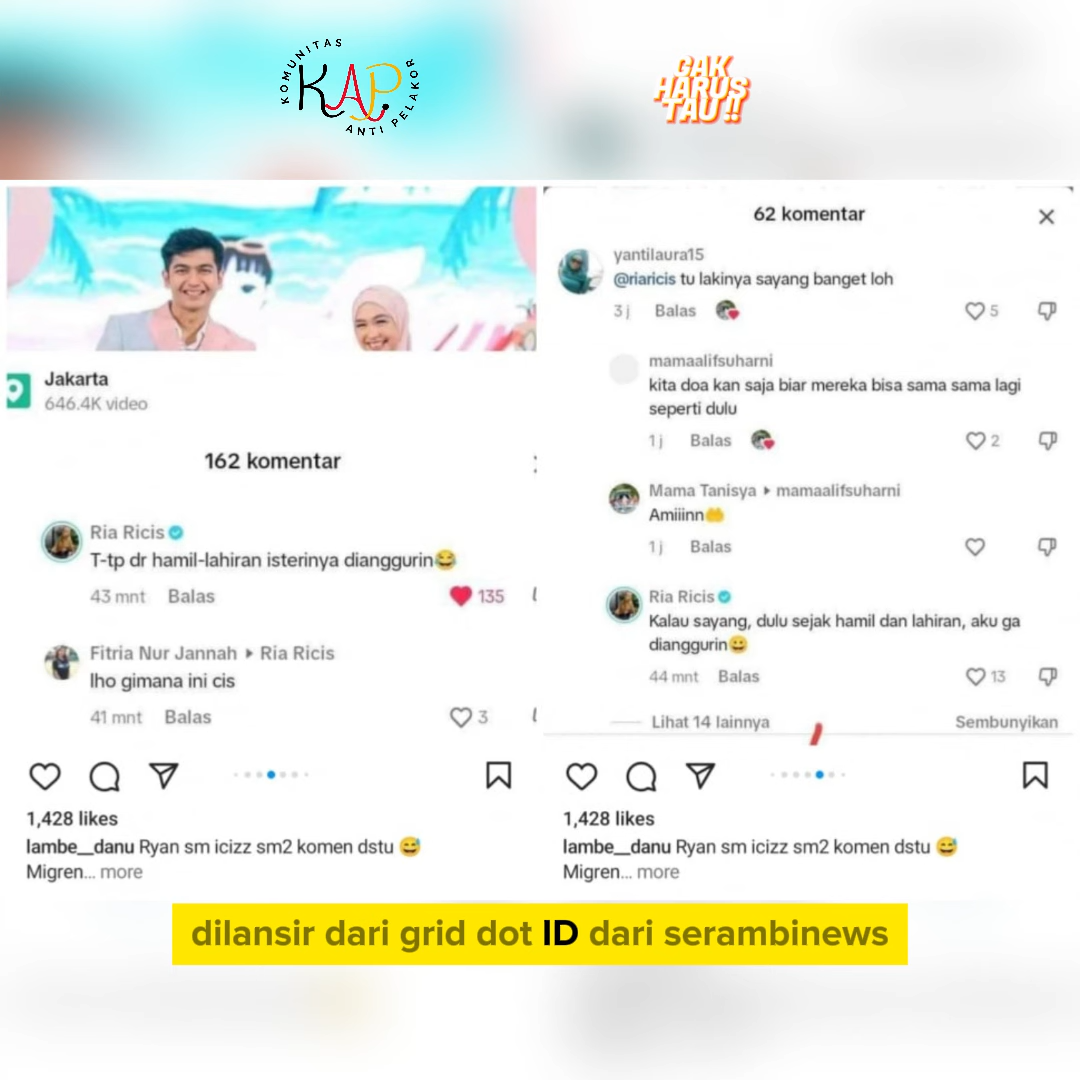 KOMUNITAS
KAP
ANTI PELAKOR
GAK
HARUS
TAU !!
Jakarta
646.4K video
162 komentar
Ria Ricis
T-tp dr hamil-lahiran isterinya dianggurin😂
43 mnt Balas 135
Fitria Nur Jannah ▸ Ria Ricis
lho gimana ini cis
41 mnt Balas 3
1,428 likes
lambe__danu Ryan sm icizz sm2 komen dstu 😅
Migren... more
62 komentar
yantilaura15
@riaricis tu lakinya sayang banget loh
3 j Balas 5
mamaalifsuharni
kita doa kan saja biar mereka bisa sama sama lagi
seperti dulu
1 j Balas 2
Mama Tanisya ▸ mamaalifsuharni
Amiiinn🤲
1 j Balas
Ria Ricis
Kalau sayang, dulu sejak hamil dan lahiran, aku ga
dianggurin😀
44 mnt Balas 13
Lihat 14 lainnya Sembunyikan
1,428 likes
lambe__danu Ryan sm icizz sm2 komen dstu 😅
Migren... more
dilansir dari grid dot ID dari serambinews